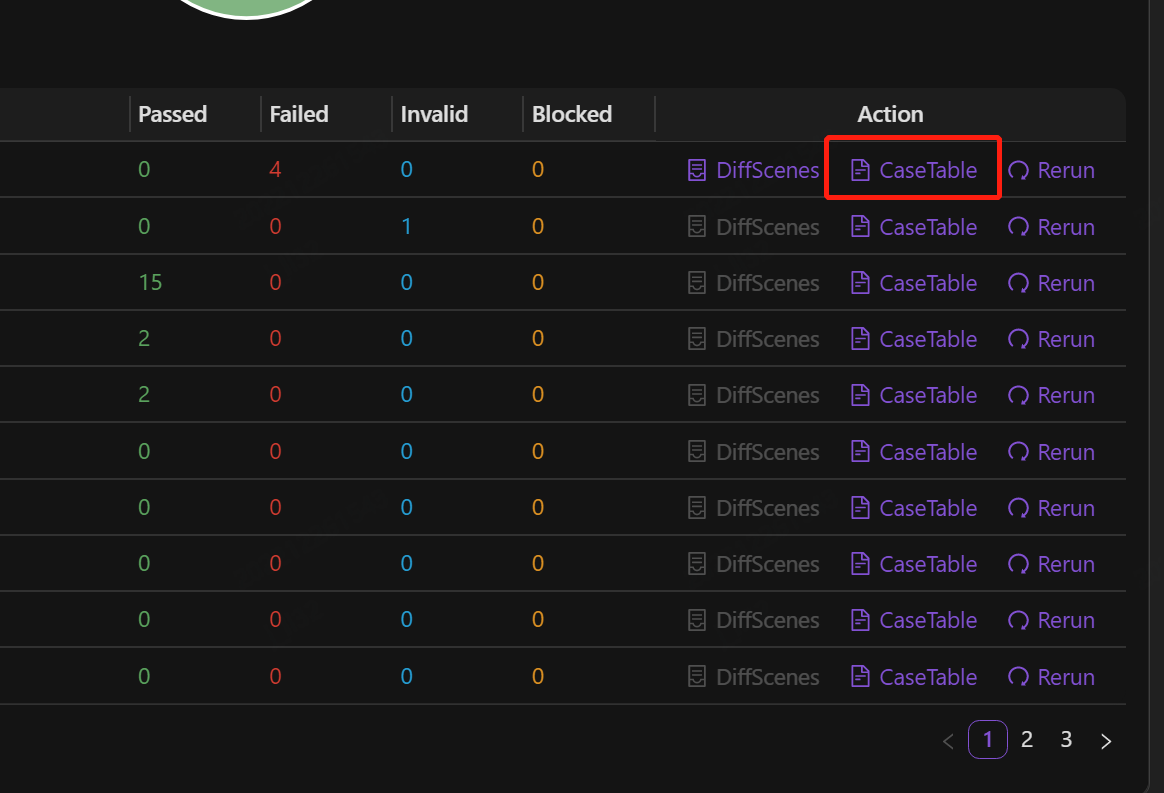 Passed Failed Invalid Blocked Action
0 4 0 0 DiffScenes CaseTable Rerun
0 0 1 0 DiffScenes CaseTable Rerun
15 0 0 0 DiffScenes CaseTable Rerun
2 0 0 0 DiffScenes CaseTable Rerun
2 0 0 0 DiffScenes CaseTable Rerun
0 0 0 0 DiffScenes CaseTable Rerun
0 0 0 0 DiffScenes CaseTable Rerun
0 0 0 0 DiffScenes CaseTable Rerun
0 0 0 0 DiffScenes CaseTable Rerun
0 0 0 0 DiffScenes CaseTable Rerun
< 1 2 3 >